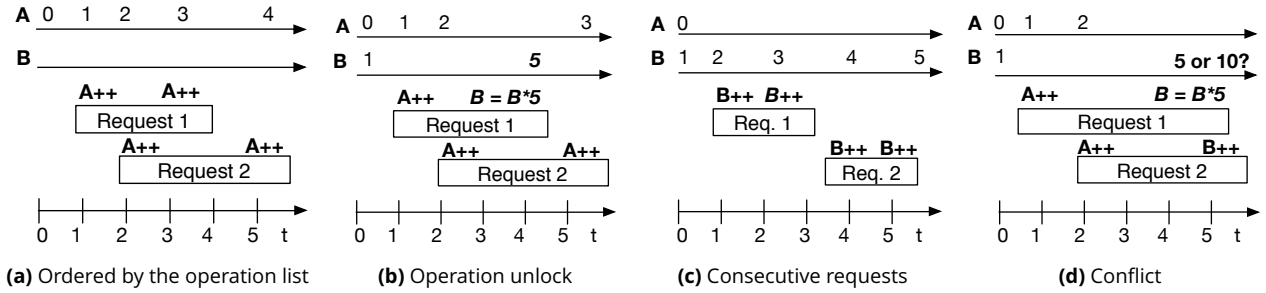 A 0 1 2 3 4
B
A++ A++
Request 1
A++ A++
Request 2
0 1 2 3 4 5 t
(a) Ordered by the operation list
A 0 1 2 3
B 1 5
A++ B = B*5
Request 1
A++ A++
Request 2
0 1 2 3 4 5 t
(b) Operation unlock
A 0
B 1 2 3 4 5
B++ B++
Req. 1
B++ B++
Req. 2
0 1 2 3 4 5 t
(c) Consecutive requests
A 0 1 2
B 1 5 or 10?
A++ B = B*5
Request 1
A++ B++
Request 2
0 1 2 3 4 5 t
(d) Conflict